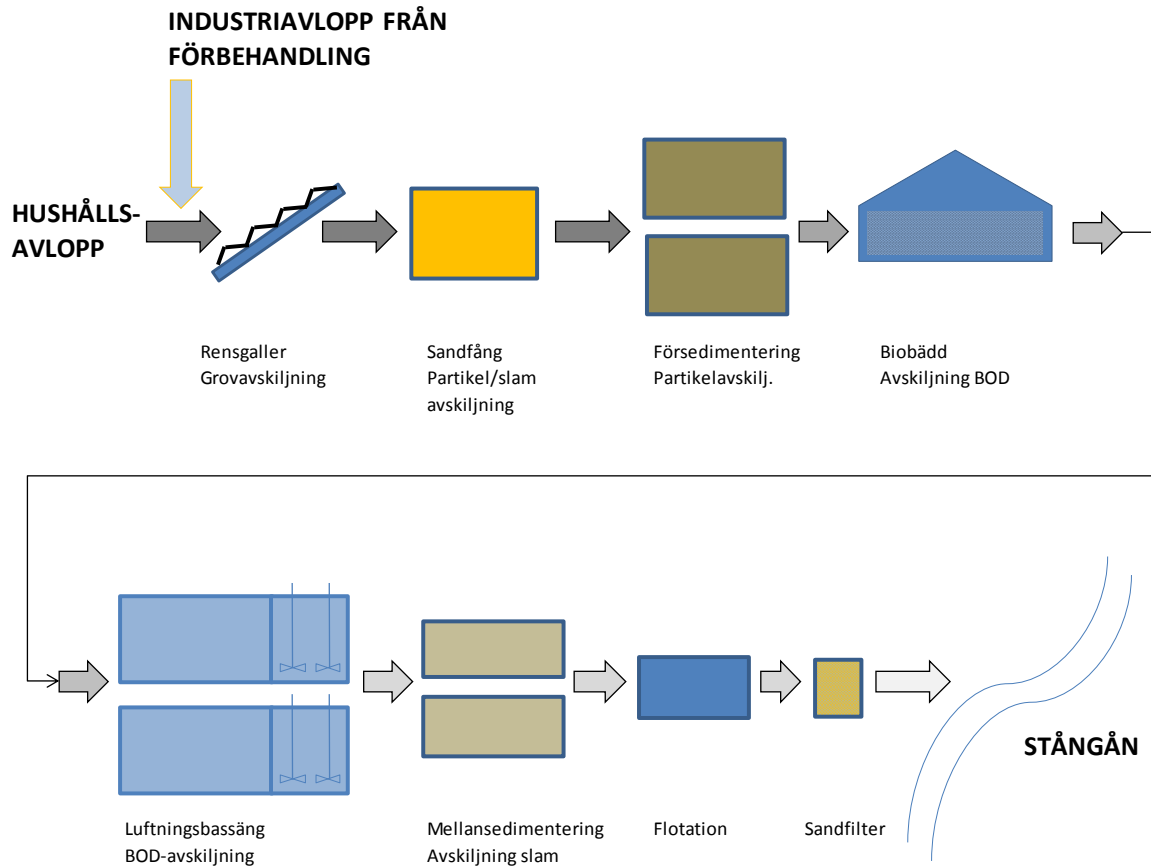 INDUSTRIAVLOPP FRÅN
FÖRBEHANDLING
HUSHÅLLS-
AVLOPP
Rensgaller
Grovavskiljning
Sandfång
Partikel/slam
avskiljning
Försedimentering
Partikelavskilj.
Biobädd
Avskiljning BOD
STÅNGÅN
Luftningsbassäng
BOD-avskiljning
Mellansedimentering
Avskiljning slam
Flotation
Sandfilter